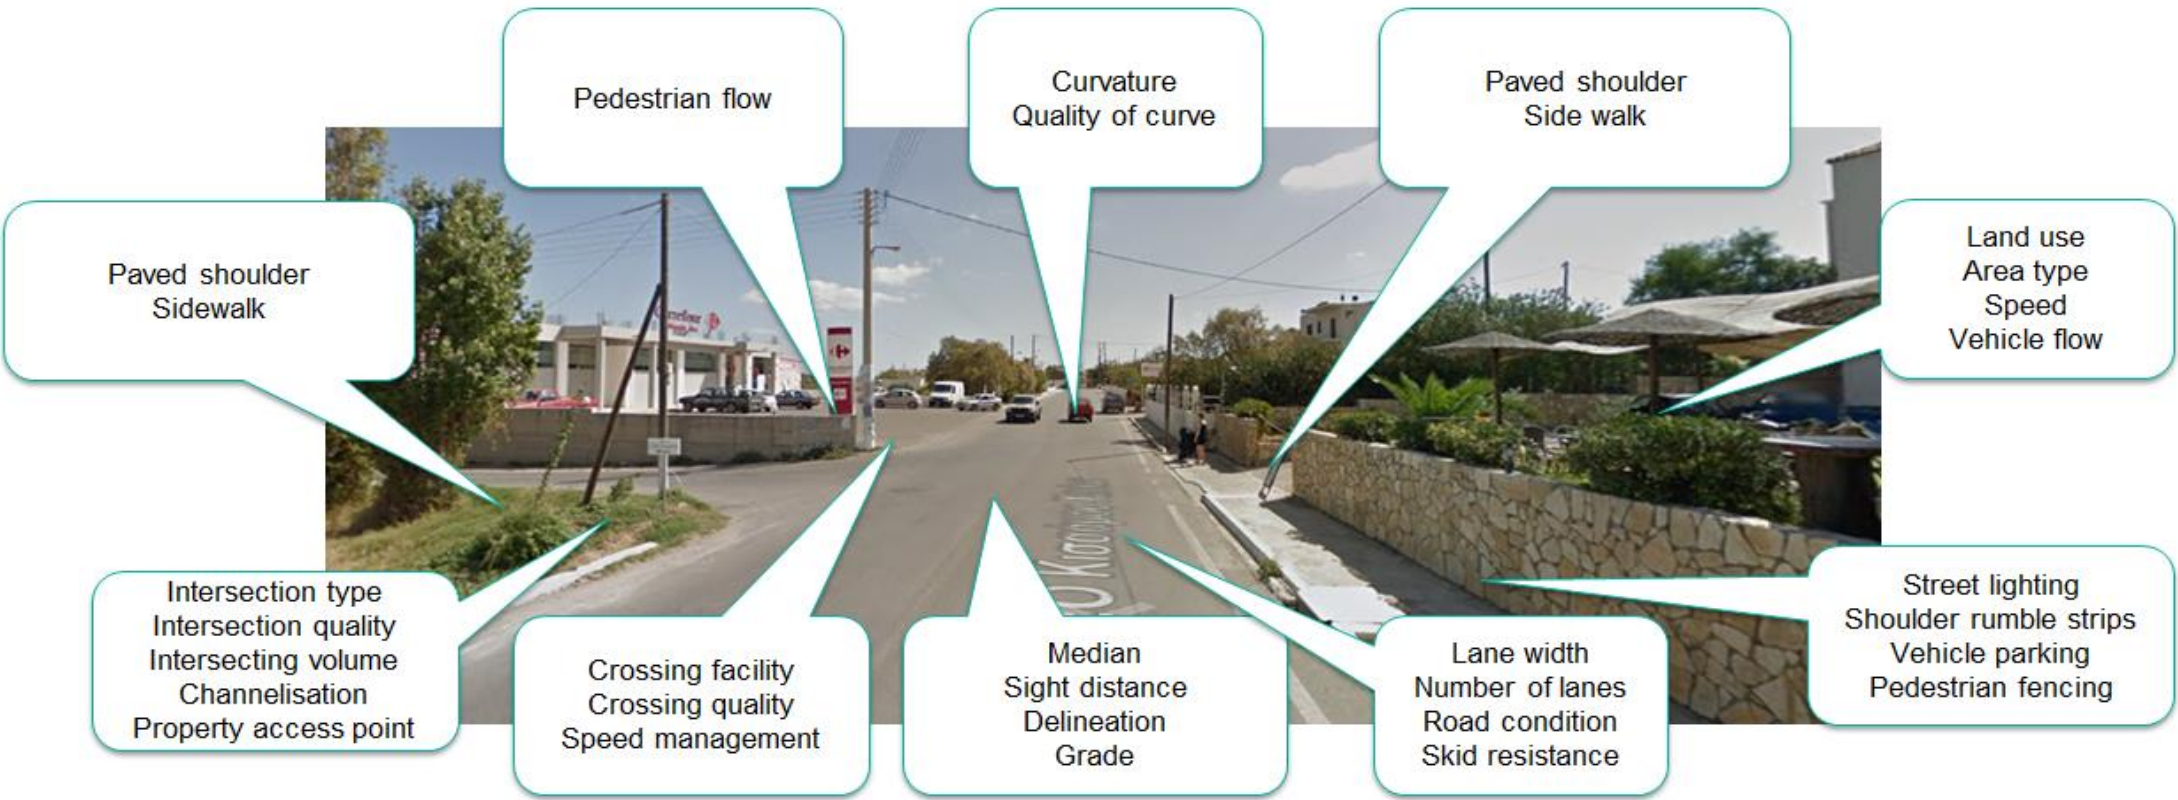 Pedestrian flow
Curvature
Quality of curve
Paved shoulder
Side walk
Paved shoulder
Sidewalk
Land use
Area type
Speed
Vehicle flow
Intersection type
Intersection quality
Intersecting volume
Channelisation
Property access point
Crossing facility
Crossing quality
Speed management
Median
Sight distance
Delineation
Grade
Lane width
Number of lanes
Road condition
Skid resistance
Street lighting
Shoulder rumble strips
Vehicle parking
Pedestrian fencing